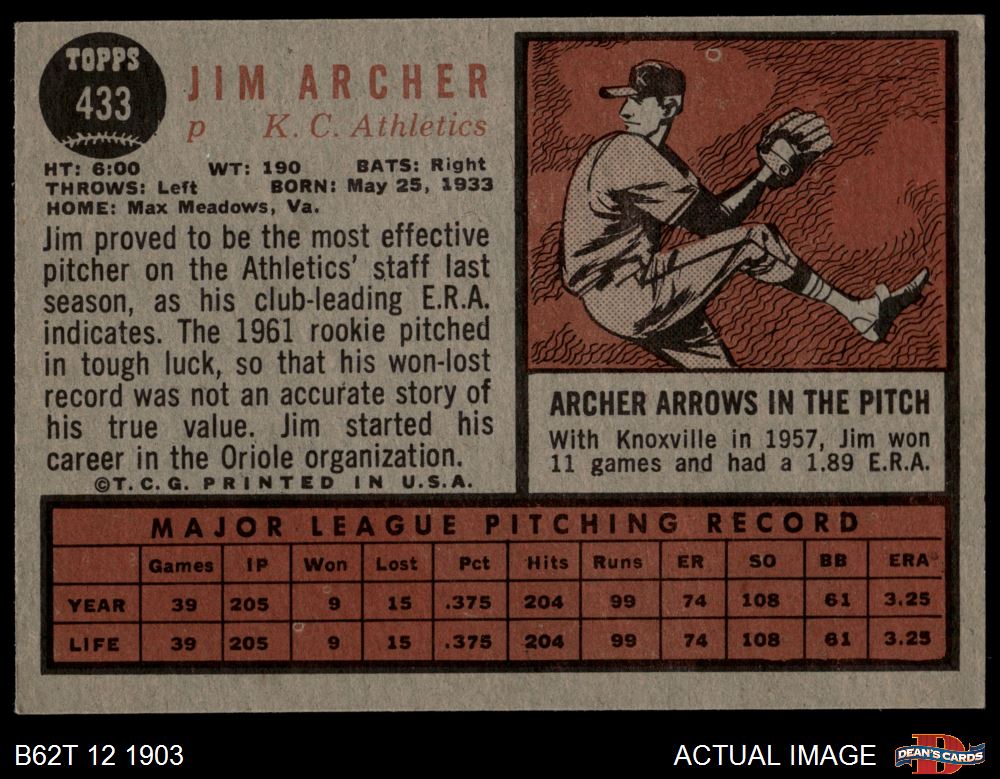 TOPPS
433
JIM ARCHER
p K. C. Athletics
HT: 6:00 WT: 190 BATS: Right
THROWS: Left BORN: May 25, 1933
HOME: Max Meadows, Va.
Jim proved to be the most effective
pitcher on the Athletics' staff last
season, as his club-leading E.R.A.
indicates. The 1961 rookie pitched
in tough luck, so that his won-lost
record was not an accurate story of
his true value. Jim started his
career in the Oriole organization.
©T.C.G. PRINTED IN U.S.A.
K
ARCHER ARROWS IN THE PITCH
With Knoxville in 1957, Jim won
11 games and had a 1.89 E.R.A.
MAJOR LEAGUE PITCHING RECORD
Games IP Won Lost Pct Hits Runs ER SO BB ERA
YEAR 39 205 9 15 .375 204 99 74 108 61 3.25
LIFE 39 205 9 15 .375 204 99 74 108 61 3.25
B62T 12 1903
ACTUAL IMAGE
DEAN'S CARDS